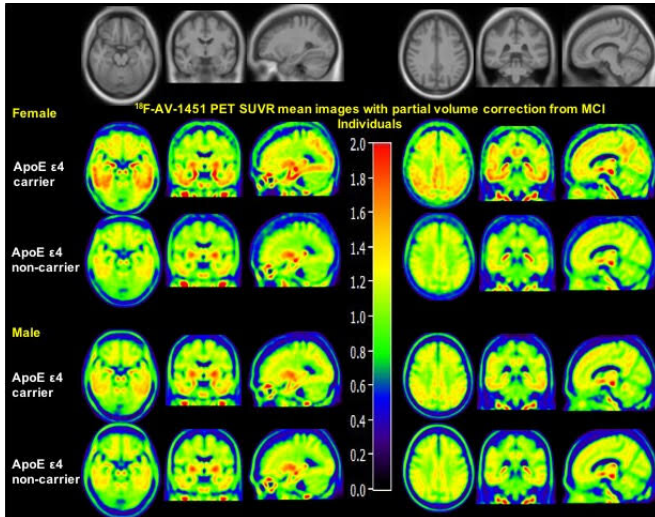 ¹⁸F-AV-1451 PET SUVR mean images with partial volume correction from MCI
Individuals
Female
ApoE ε4
carrier
ApoE ε4
non-carrier
Male
ApoE ε4
carrier
ApoE ε4
non-carrier
2.0
1.8
1.6
1.4
1.2
1.0
0.8
0.6
0.4
0.2
0.0